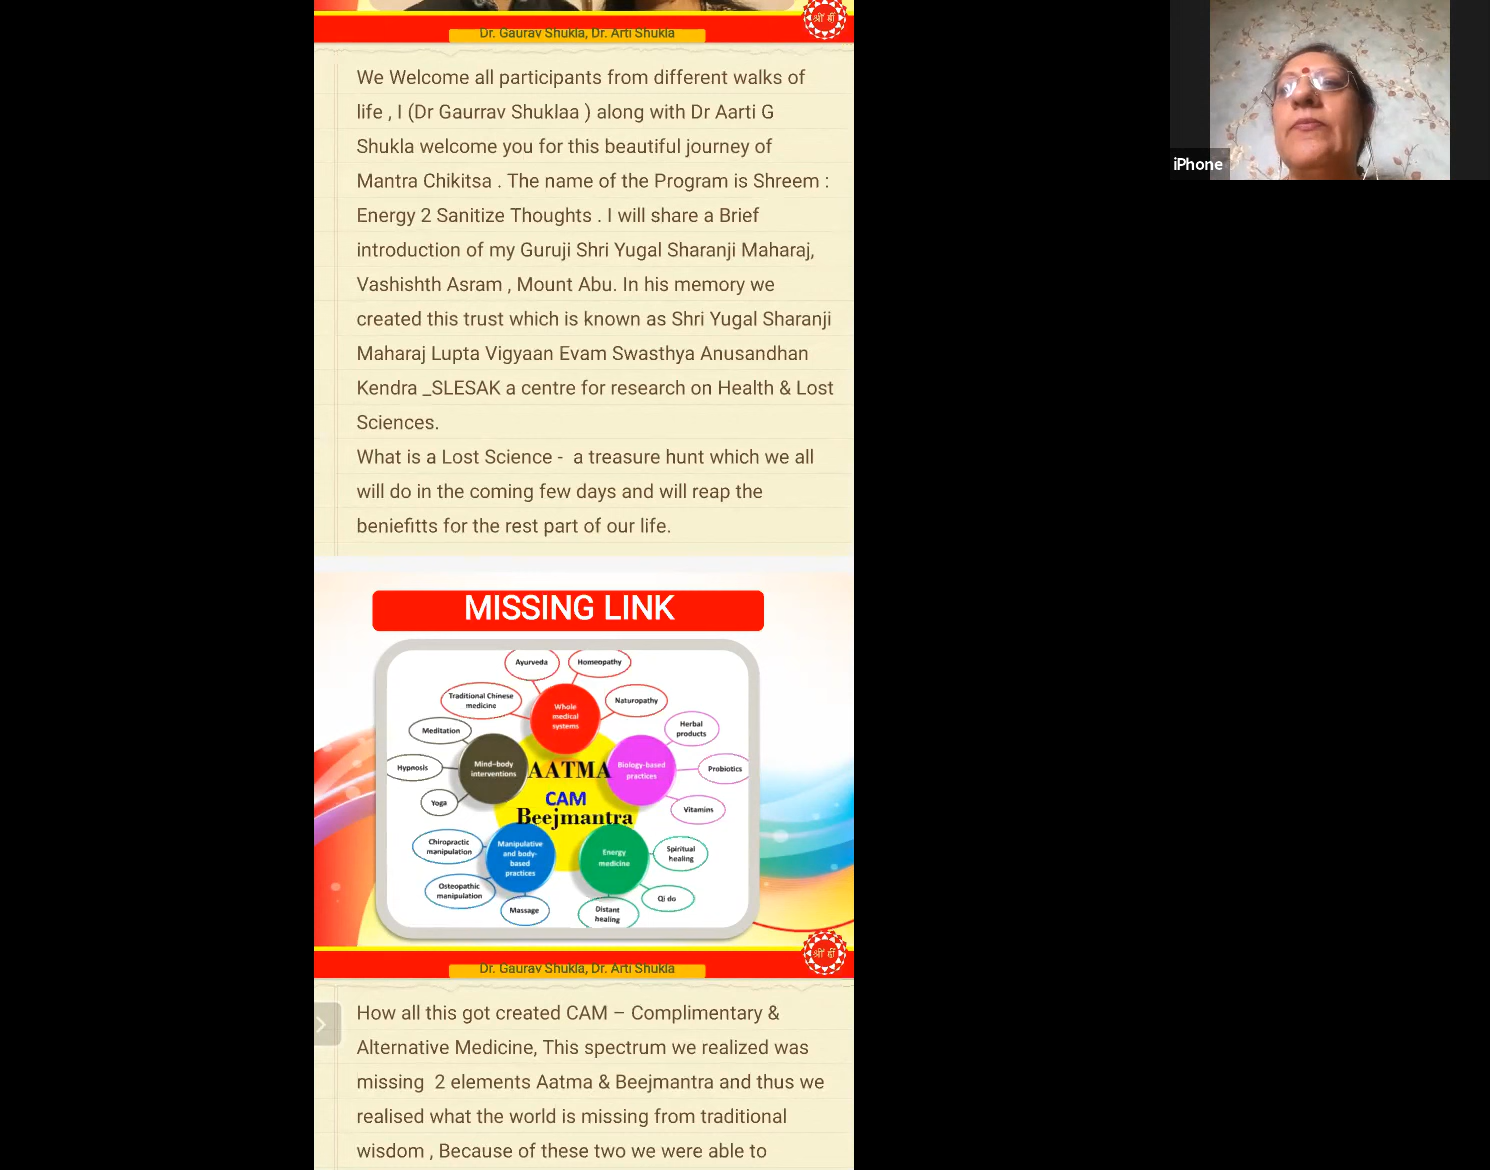 Dr. Gaurav Shukla, Dr. Arti Shukla
श्रीं ह्रीं
We Welcome all participants from different walks of
life , I (Dr Gaurrav Shuklaa ) along with Dr Aarti G
Shukla welcome you for this beautiful journey of
Mantra Chikitsa . The name of the Program is Shreem :
Energy 2 Sanitize Thoughts . I will share a Brief
introduction of my Guruji Shri Yugal Sharanji Maharaj,
Vashishth Asram , Mount Abu. In his memory we
created this trust which is known as Shri Yugal Sharanji
Maharaj Lupta Vigyaan Evam Swasthya Anusandhan
Kendra _SLESAK a centre for research on Health & Lost
Sciences.
What is a Lost Science -  a treasure hunt which we all
will do in the coming few days and will reap the
beniefitts for the rest part of our life.
iPhone
MISSING LINK
Ayurveda
Homeopathy
Traditional Chinese
medicine
Whole
medical
systems
Naturopathy
Meditation
Herbal
products
Hypnosis
Mind–body
interventions
AATMA
Biology-based
practices
Probiotics
Yoga
CAM
Beejmantra
Vitamins
Chiropractic
manipulation
Manipulative
and body-
based
practices
Energy
medicine
Spiritual
healing
Osteopathic
manipulation
Qi do
Massage
Distant
healing
श्रीं ह्रीं
Dr. Gaurav Shukla, Dr. Arti Shukla
How all this got created CAM – Complimentary &
Alternative Medicine, This spectrum we realized was
missing  2 elements Aatma & Beejmantra and thus we
realised what the world is missing from traditional
wisdom , Because of these two we were able to